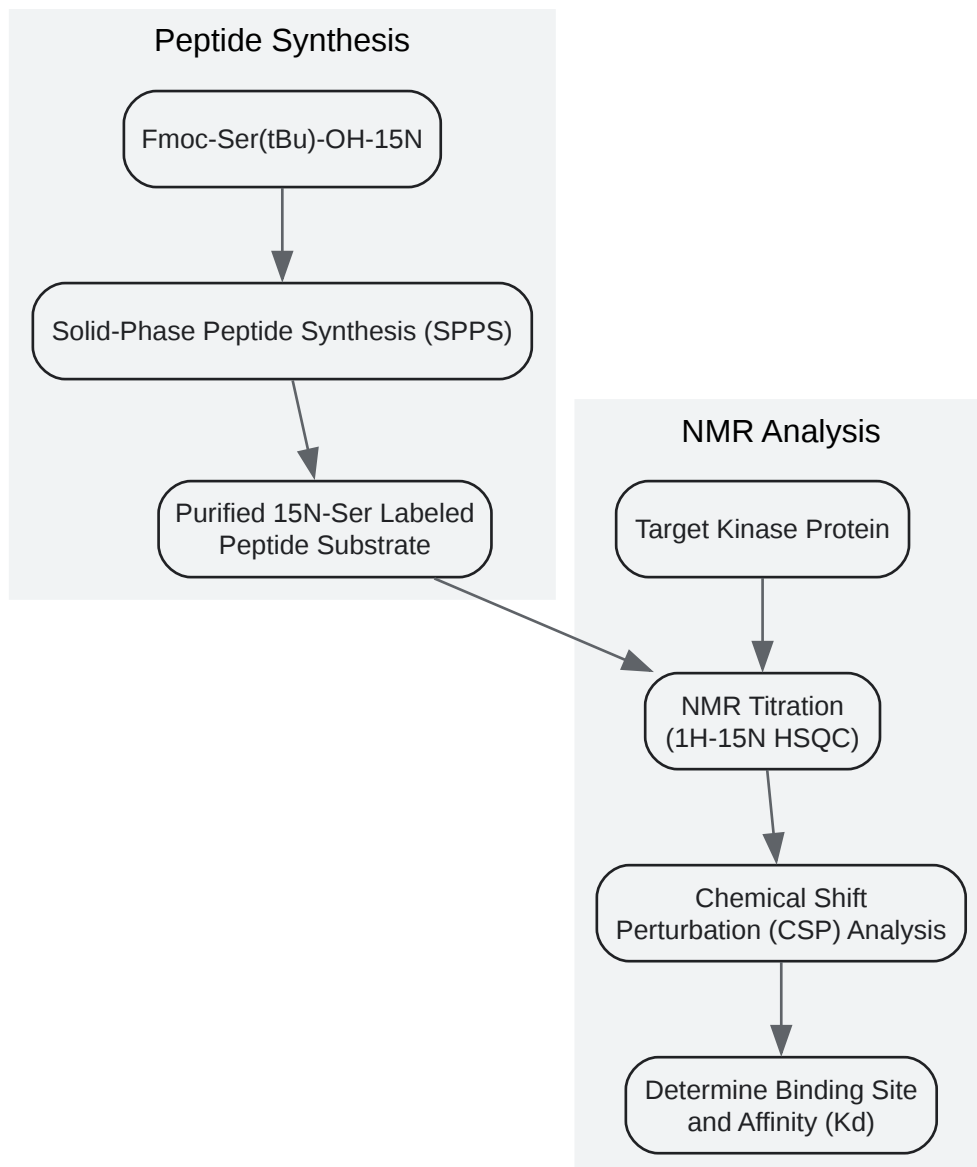 Peptide Synthesis
Fmoc-Ser(tBu)-OH-15N
Solid-Phase Peptide Synthesis (SPPS)
Purified 15N-Ser Labeled
Peptide Substrate
NMR Analysis
Target Kinase Protein
NMR Titration
(1H-15N HSQC)
Chemical Shift
Perturbation (CSP) Analysis
Determine Binding Site
and Affinity (Kd)